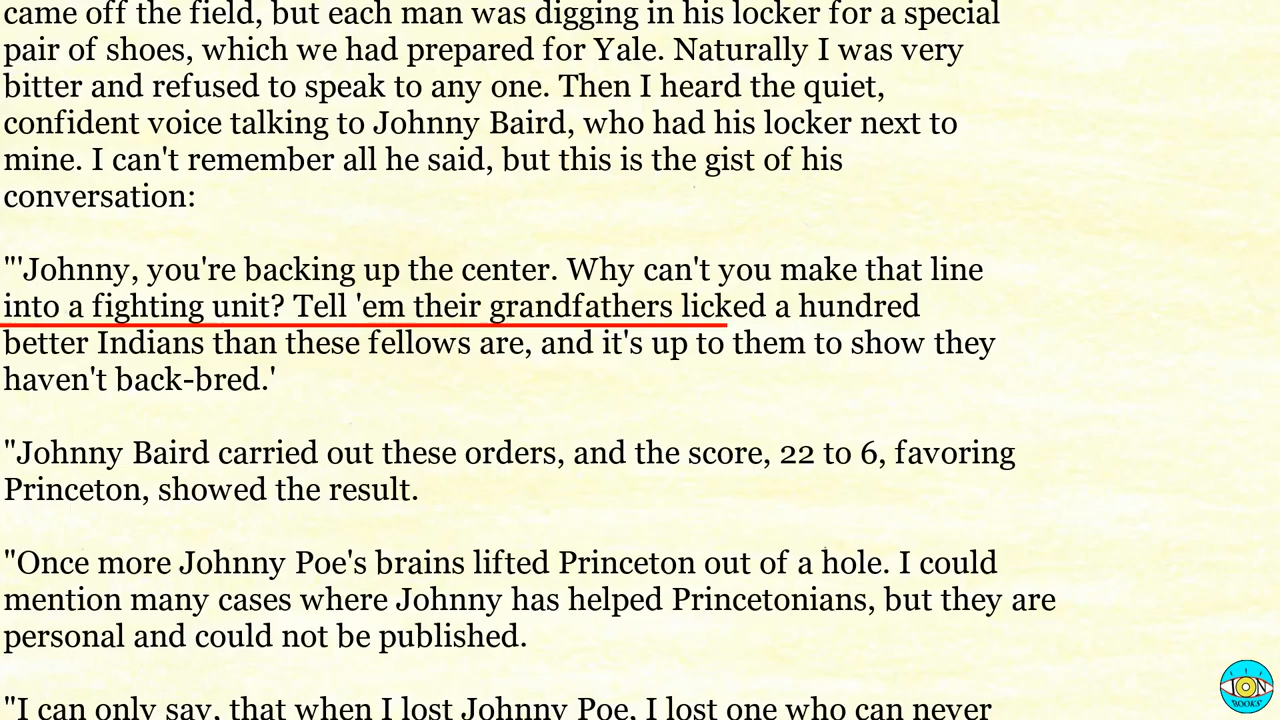 came off the field, but each man was digging in his locker for a special
pair of shoes, which we had prepared for Yale. Naturally I was very
bitter and refused to speak to any one. Then I heard the quiet,
confident voice talking to Johnny Baird, who had his locker next to
mine. I can't remember all he said, but this is the gist of his
conversation:
"'Johnny, you're backing up the center. Why can't you make that line
into a fighting unit? Tell 'em their grandfathers licked a hundred
better Indians than these fellows are, and it's up to them to show they
haven't back-bred.'
"Johnny Baird carried out these orders, and the score, 22 to 6, favoring
Princeton, showed the result.
"Once more Johnny Poe's brains lifted Princeton out of a hole. I could
mention many cases where Johnny has helped Princetonians, but they are
personal and could not be published.
"I can only say, that when I lost Johnny Poe, I lost one who can never
ION
BOOKS